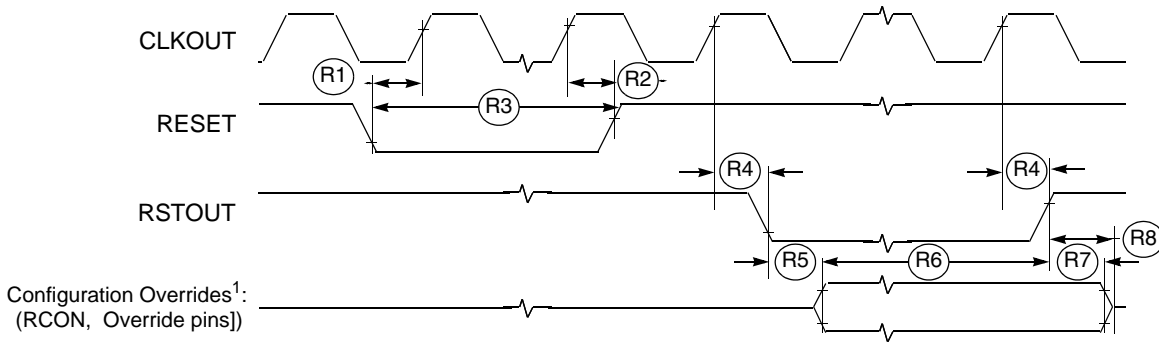 CLKOUT
R1
R2
R3
RESET
R4
R4
RSTOUT
R8
R5
R6
R7
Configuration Overrides1:
(RCON, Override pins])